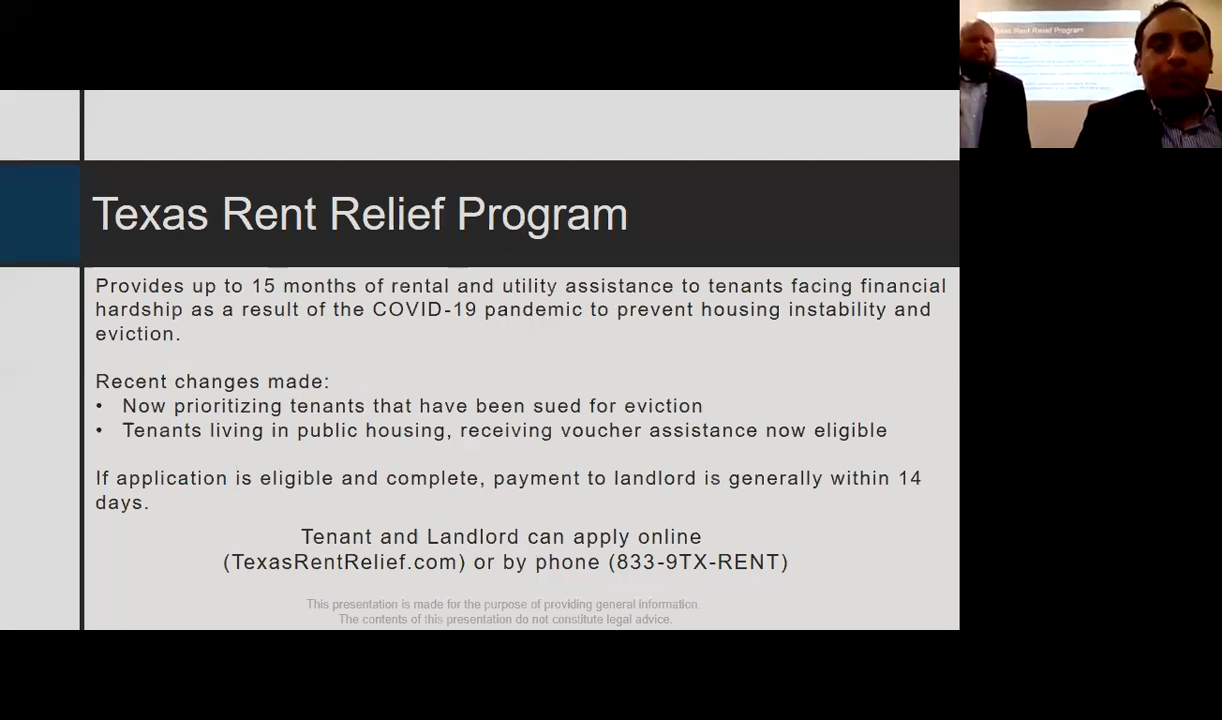 Texas Rent Relief Program
Provides up to 15 months of rental and utility assistance to tenants facing financial
hardship as a result of the COVID-19 pandemic to prevent housing instability and
eviction.
Recent changes made:
• Now prioritizing tenants that have been sued for eviction
• Tenants living in public housing, receiving voucher assistance now eligible
If application is eligible and complete, payment to landlord is generally within 14
days.
Tenant and Landlord can apply online
(TexasRentRelief.com) or by phone (833-9TX-RENT)
This presentation is made for the purpose of providing general information.
The contents of this presentation do not constitute legal advice.
Texas Rent Relief Program